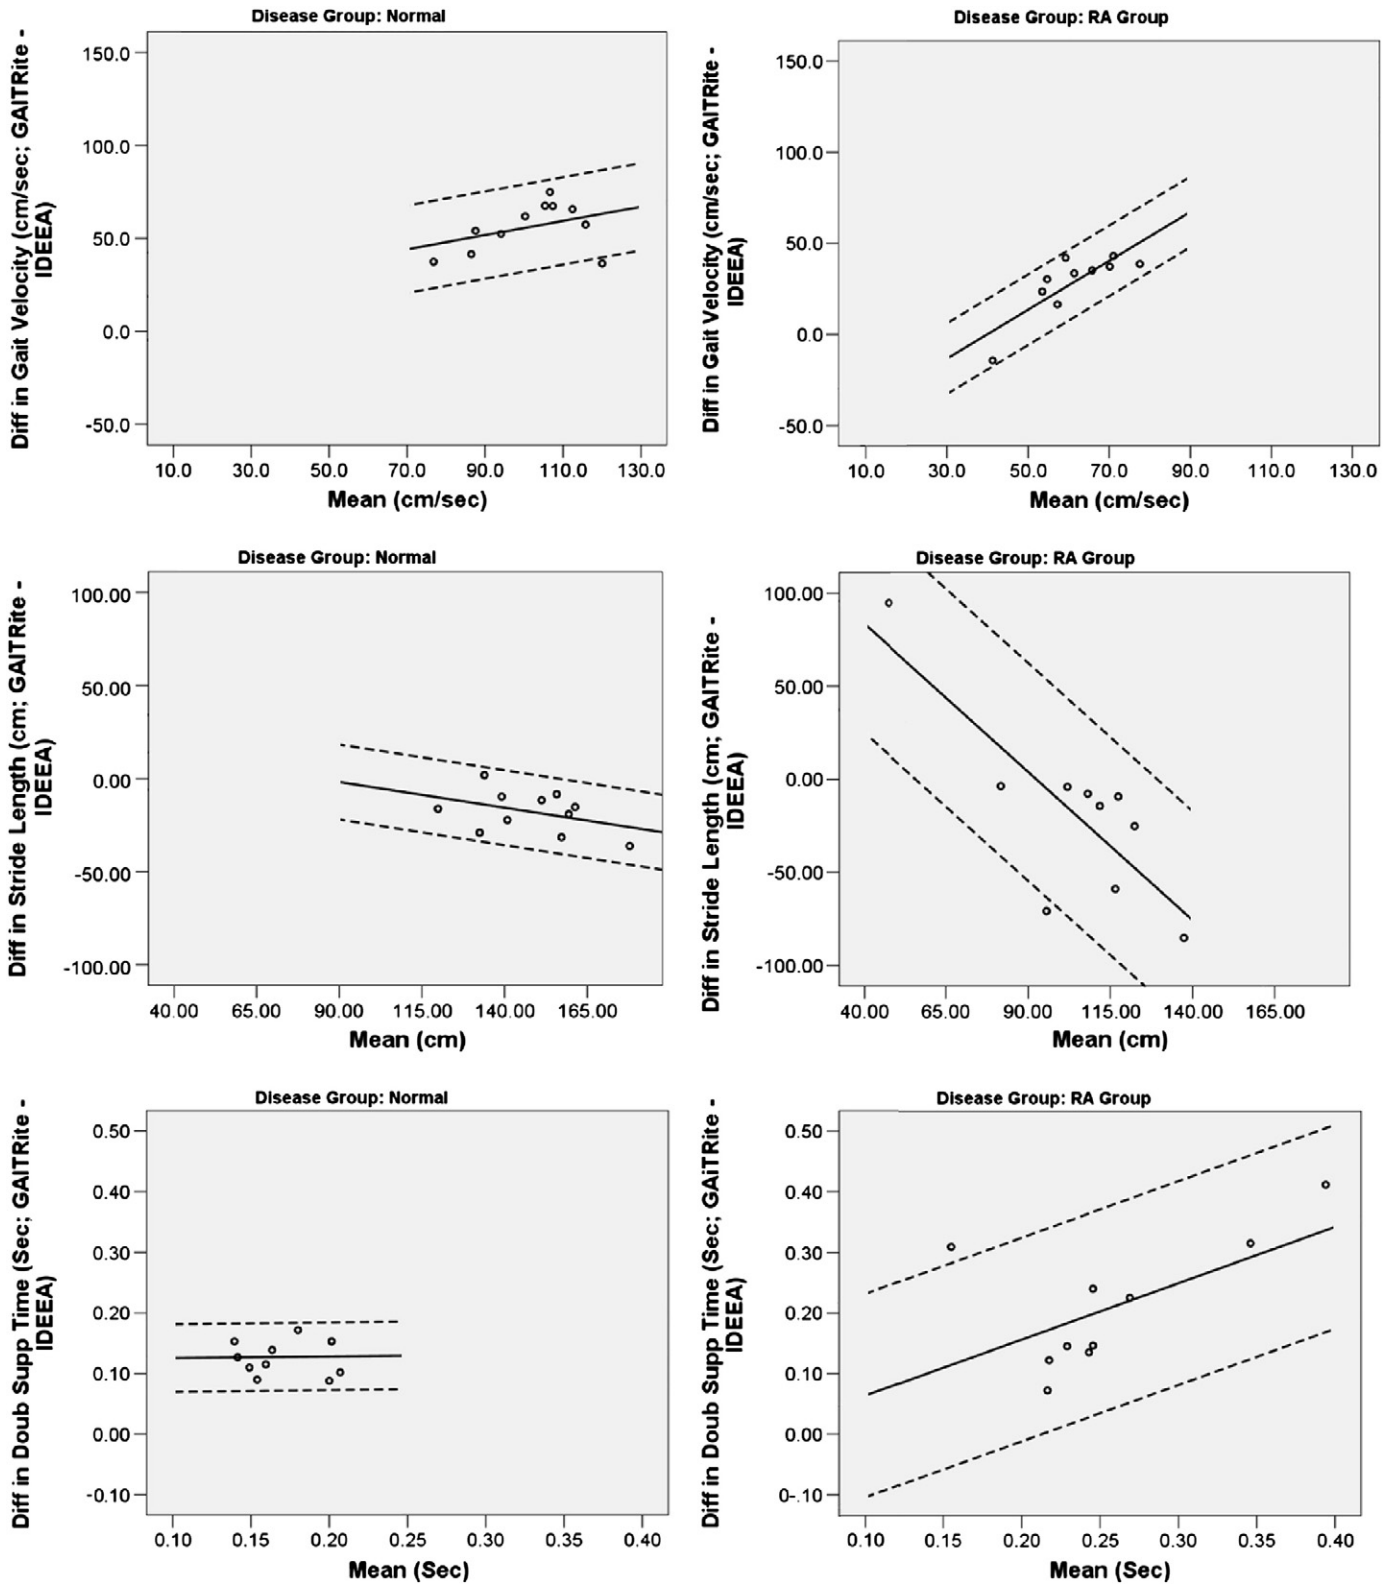 Disease Group: Normal
Diff in Gait Velocity (cm/sec; GAITRite -
IDEEA)
150.0
100.0
50.0
0.0
-50.0
10.0 30.0 50.0 70.0 90.0 110.0 130.0
Mean (cm/sec)
Disease Group: RA Group
Diff in Gait Velocity (cm/sec; GAITRite -
IDEEA)
150.0
100.0
50.0
0.0
-50.0
10.0 30.0 50.0 70.0 90.0 110.0 130.0
Mean (cm/sec)
Disease Group: Normal
Diff in Stride Length (cm; GAITRite -
IDEEA)
100.00
50.00
0.00
-50.00
-100.00
40.00 65.00 90.00 115.00 140.00 165.00
Mean (cm)
Disease Group: RA Group
Diff in Stride Length (cm; GAITRite -
IDEEA)
100.00
50.00
0.00
-50.00
-100.00
40.00 65.00 90.00 115.00 140.00 165.00
Mean (cm)
Disease Group: Normal
Diff in Doub Supp Time (Sec; GAITRite -
IDEEA)
0.50
0.40
0.30
0.20
0.10
0.00
-0.10
0.10 0.15 0.20 0.25 0.30 0.35 0.40
Mean (Sec)
Disease Group: RA Group
Diff in Doub Supp Time (Sec; GAiTRite -
IDEEA)
0.50
0.40
0.30
0.20
0.10
0.00
0-.10
0.10 0.15 0.20 0.25 0.30 0.35 0.40
Mean (Sec)